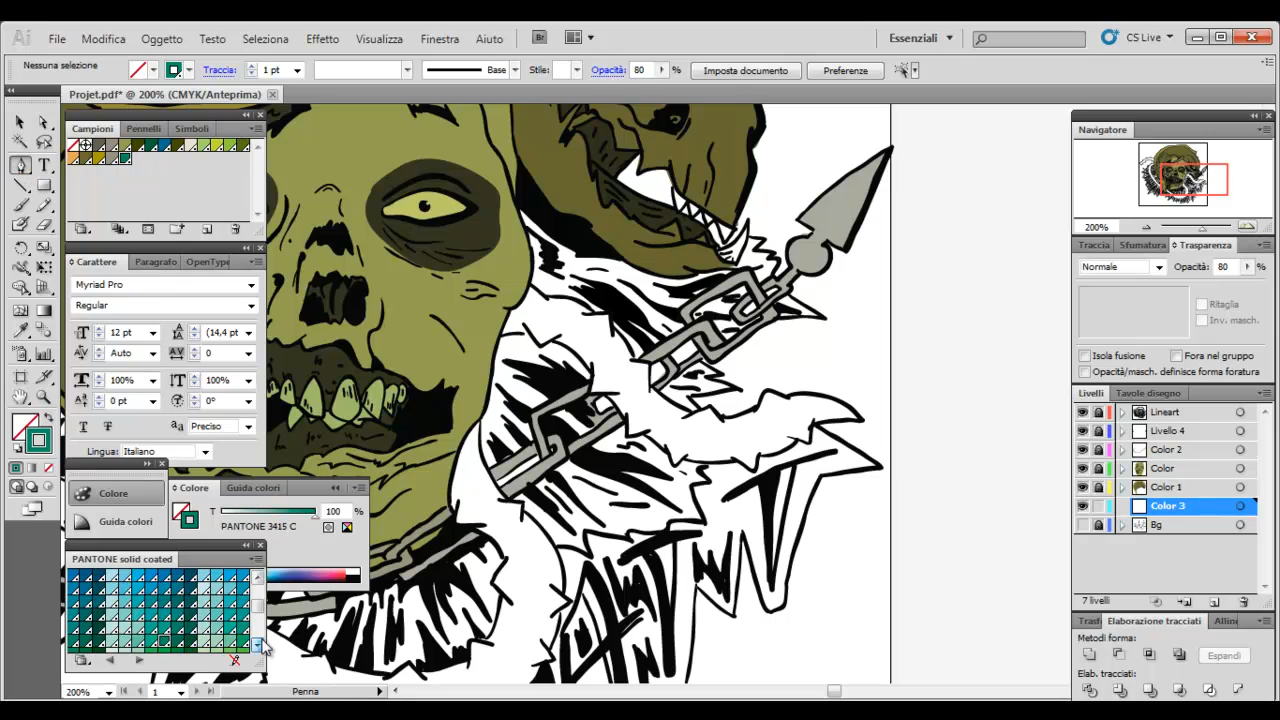 Ai File Modifica Oggetto Testo Seleziona Effetto Visualizza Finestra Aiuto Br Essenziali CS Live
Nessuna selezione Traccia: 1 pt Base Stile: Opacità: 80 % Imposta documento Preferenze
Projet.pdf* @ 200% (CMYK/Anteprima)
Campioni Pennelli Simboli
Carattere Paragrafo OpenType
Myriad Pro
Regular
12 pt (14,4 pt
Auto 0
100% 100%
0 pt 0°
T T aa Preciso
Lingua: Italiano
Colore
Guida colori
Colore Guida colori
T 100 %
PANTONE 3415 C
PANTONE solid coated
200% 1 Penna
Navigatore
200%
Traccia Sfumatura Trasparenza
Normale Opacità: 80 %
Ritaglia
Inv. masch.
Isola fusione Fora nel gruppo
Opacità/masch. definisce forma foratura
Livelli Tavole disegno
Lineart
Livello 4
Color 2
Color
Color 1
Color 3
Bg
7 livelli
Trasf Elaborazione tracciati Allin
Metodi forma:
Espandi
Elab. tracciati: